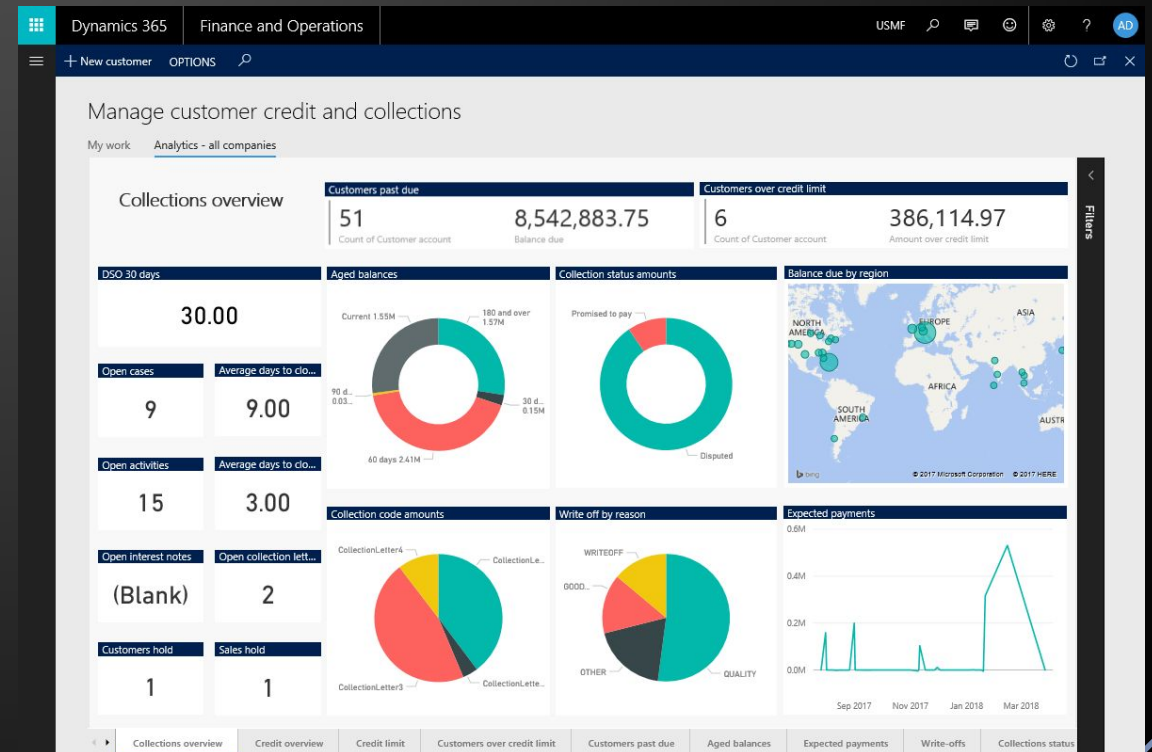 Dynamics 365
Finance and Operations
USMF
?
AD
+ New customer
OPTIONS
Manage customer credit and collections
My work
Analytics - all companies
Filters
Collections overview
Customers past due
51
Count of Customer account
8,542,883.75
Balance due
Customers over credit limit
6
Count of Customer account
386,114.97
Amount over credit limit
DSO 30 days
30.00
Open cases
9
Average days to clo...
9.00
Open activities
15
Average days to clo...
3.00
Open interest notes
(Blank)
Open collection lett...
2
Customers hold
1
Sales hold
1
Aged balances
Current 1.55M
180 and over
1.57M
90 d...
0.03...
30 d...
0.15M
60 days 2.41M
Collection status amounts
Promised to pay
Disputed
Balance due by region
NORTH
AMERICA
EUROPE
ASIA
AFRICA
SOUTH
AMERICA
AUSTR
bing
© 2017 Microsoft Corporation © 2017 HERE
Collection code amounts
CollectionLetter4
CollectionLe...
CollectionLetter3
CollectionLette...
Write off by reason
WRITEOFF
GOOD...
OTHER
QUALITY
Expected payments
0.6M
0.4M
0.2M
0.0M
Sep 2017
Nov 2017
Jan 2018
Mar 2018
Collections overview
Credit overview
Credit limit
Customers over credit limit
Customers past due
Aged balances
Expected payments
Write-offs
Collections status